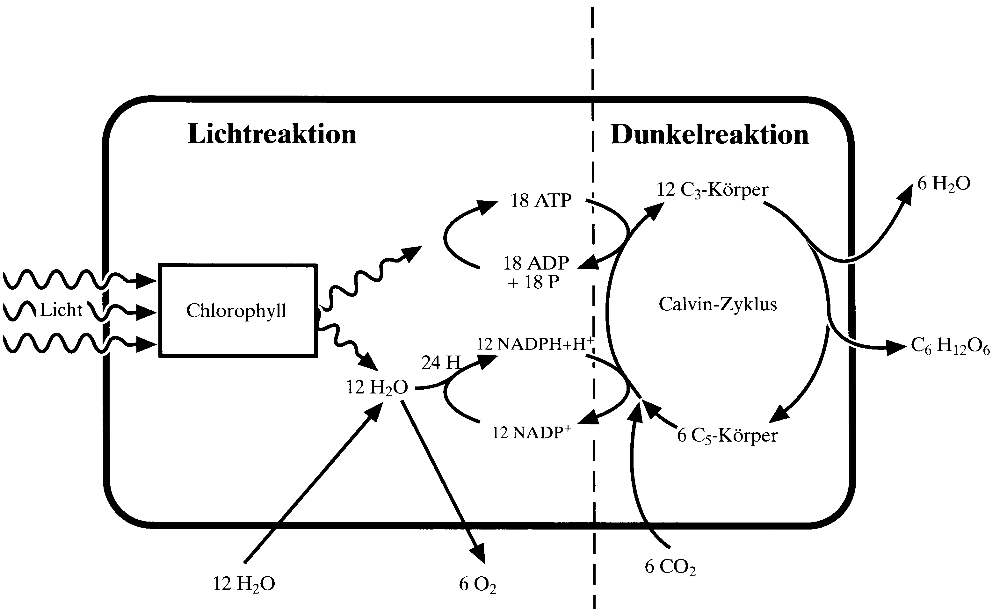 Lichtreaktion
Dunkelreaktion
12 C₃-Körper
6 H₂O
18 ATP
18 ADP
+ 18 P
Licht
Chlorophyll
Calvin-Zyklus
12 NADPH+H⁺
24 H
C₆ H₁₂O₆
12 H₂O
12 NADP⁺
6 C₅-Körper
6 CO₂
12 H₂O
6 O₂